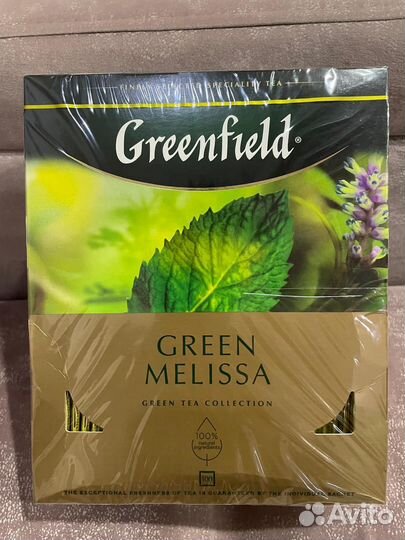 Greenfield®
GREEN
MELISSA
GREEN TEA COLLECTION
100%
natural
ingredients
100
THE EXCEPTIONAL FRESHNESS OF TEA IS GUARANTEED BY THE INDIVIDUAL SACHET
Avito